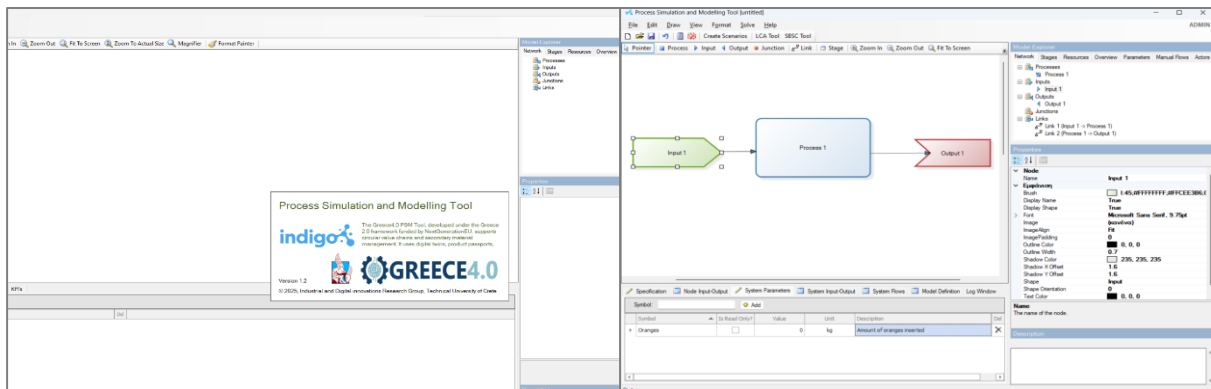 In Zoom Out Fit To Screen Zoom To Actual Size Magnifier Format Painter
Model Explorer
Network Stages Resources Overview
Processes
Inputs
Outputs
Junctions
Links
Properties
Process Simulation and Modelling Tool
indigo
The Greece4.0 PSM Tool, developed under the Greece
2.0 framework funded by NextGenerationEU, supports
circular value chains and secondary material
management. It uses digital twins, product passports,
GREECE4.0
Version 1.2
© 2025, Industrial and Digital innovations Research Group, Technical University of Crete
KPIs
Del
Process Simulation and Modelling Tool [untitled]
File Edit Draw View Format Solve Help
ADMIN
Create Scenarios LCA Tool SBSC Tool
Pointer Process Input Output Junction Link Stage Zoom In Zoom Out Fit To Screen
Input 1
Process 1
Output 1
Model Explorer
Network Stages Resources Overview Parameters Manual Flows Actors
Processes
Process 1
Inputs
Input 1
Outputs
Output 1
Junctions
Links
Link 1 (Input 1 -> Process 1)
Link 2 (Process 1 -> Output 1)
Properties
Node
Name Input 1
Εμφάνιση
Brush
Display Name True
Display Shape True
Font Microsoft Sans Serif, 9.75pt
Image (κανένα)
ImageAlign Fit
ImagePadding 0
Outline Color 0, 0, 0
Outline Width 0.7
Shadow Color 235, 235, 235
Shadow X Offset 1.6
Shadow Y Offset 1.6
Shape Input
Shape Orientation 0
Text Color 0, 0, 0
Name
The name of the node.
Description
Specification Node Input Output System Parameters System Input Output System Flows Model Definition Log Window
Symbol: Add
Symbol Is Read Only? Value Unit Description Del
Oranges 0 kg Amount of oranges inserted